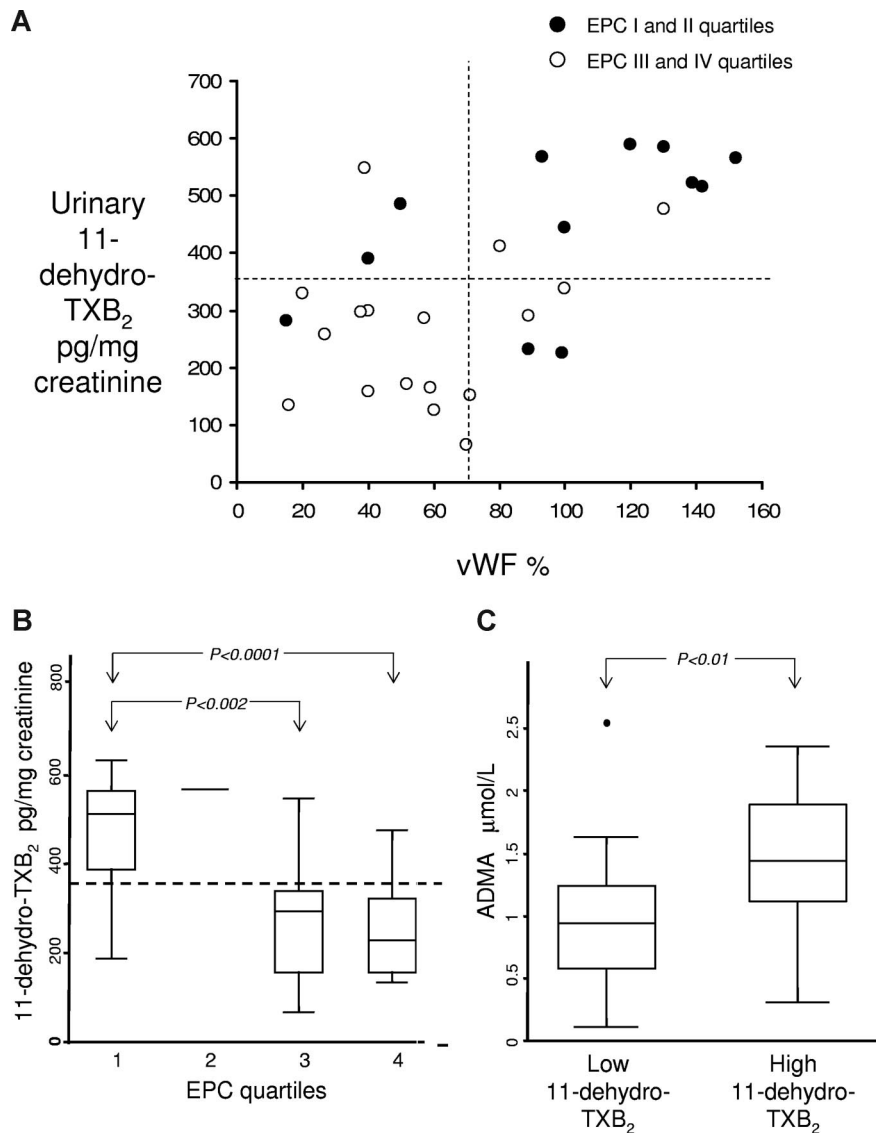 A
EPC I and II quartiles
EPC III and IV quartiles
700
600
500
400
300
200
100
0
Urinary
11-
dehydro-
TXB₂
pg/mg
creatinine
0 20 40 60 80 100 120 140 160
vWF %
B
P<0.0001
P<0.002
11-dehydro-TXB₂ pg/mg creatinine
800
600
400
200
0
1 2 3 4
EPC quartiles
C
P<0.01
ADMA μmol/L
2.5
2
1.5
1
0.5
0
Low
11-dehydro-
TXB₂
High
11-dehydro-
TXB₂